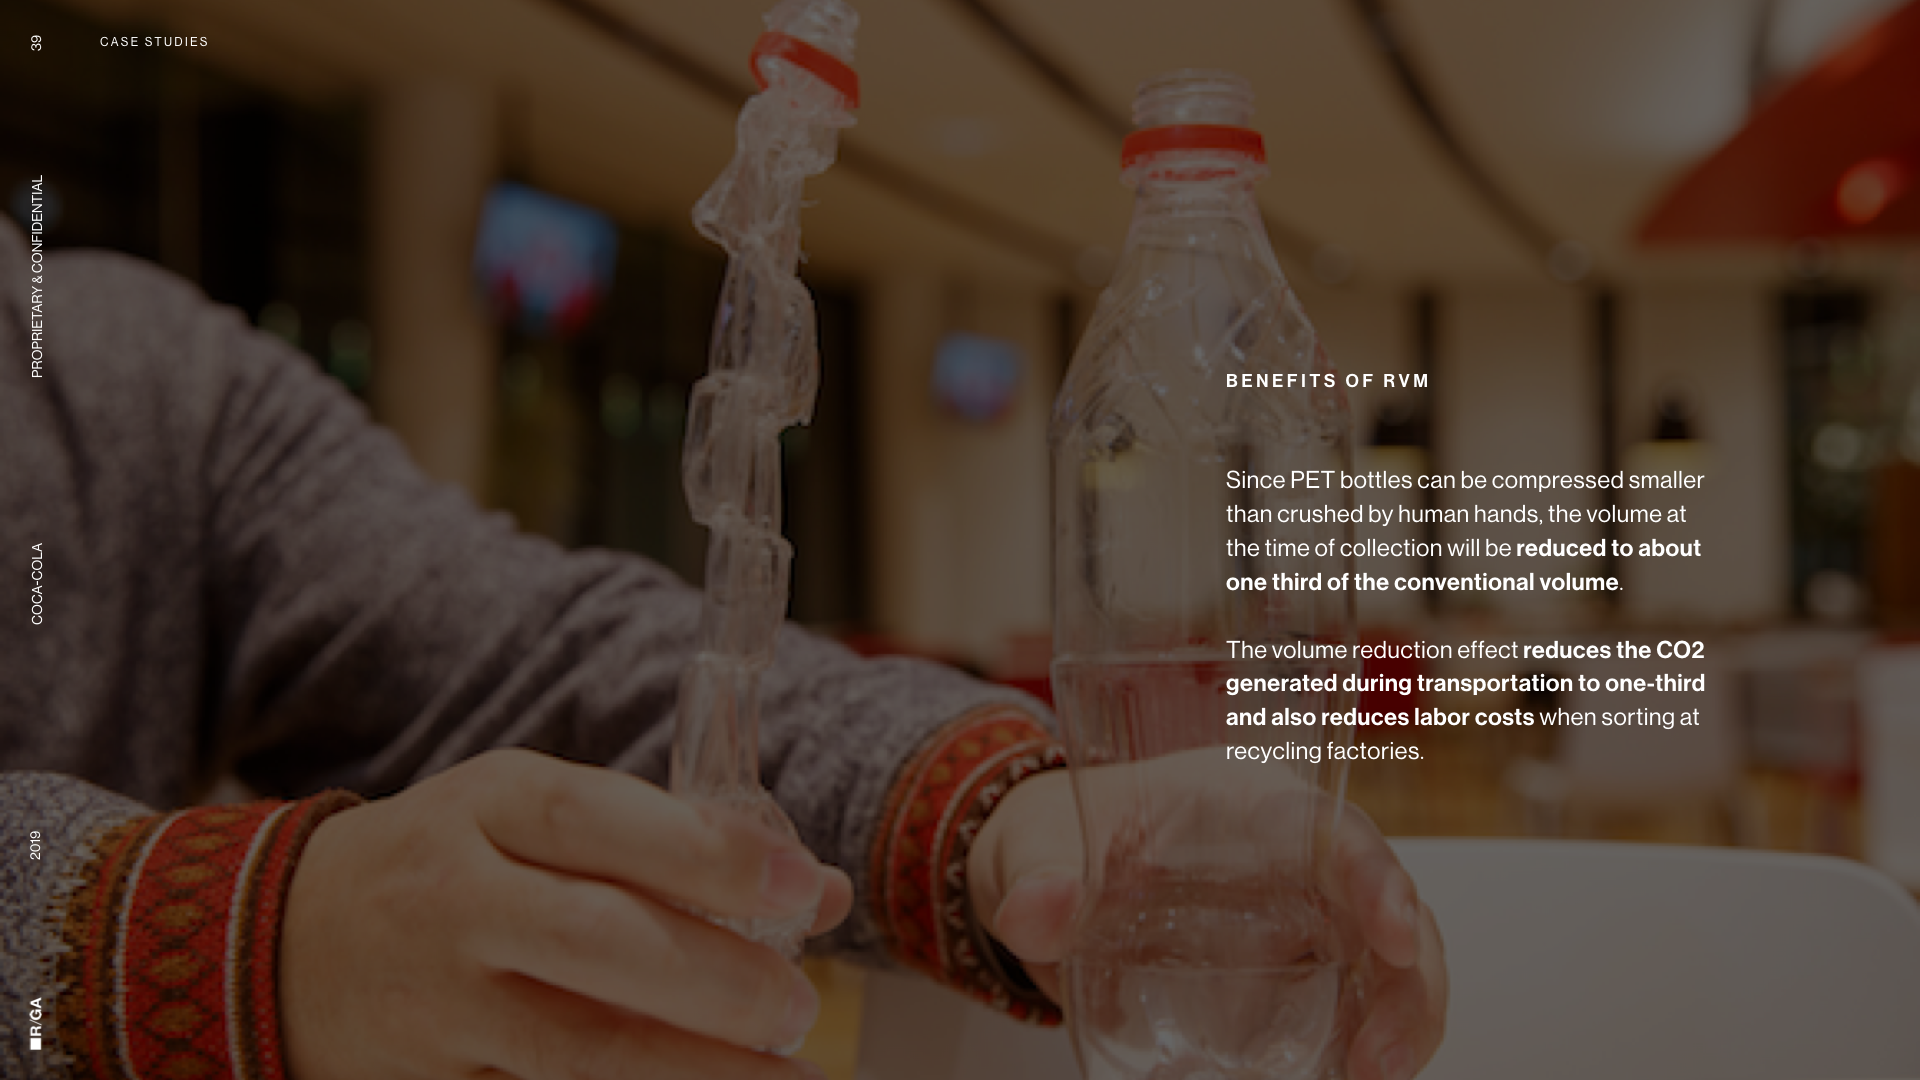 39
CASE STUDIES
PROPRIETARY & CONFIDENTIAL
COCA-COLA
2019
R/GA
BENEFITS OF RVM
Since PET bottles can be compressed smaller
than crushed by human hands, the volume at
the time of collection will be reduced to about
one third of the conventional volume.
The volume reduction effect reduces the CO2
generated during transportation to one-third
and also reduces labor costs when sorting at
recycling factories.